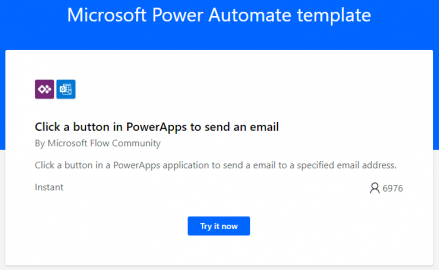 Microsoft Power Automate template
Click a button in PowerApps to send an email
By Microsoft Flow Community
Click a button in a PowerApps application to send a email to a specified email address.
Instant
6976
Try it now